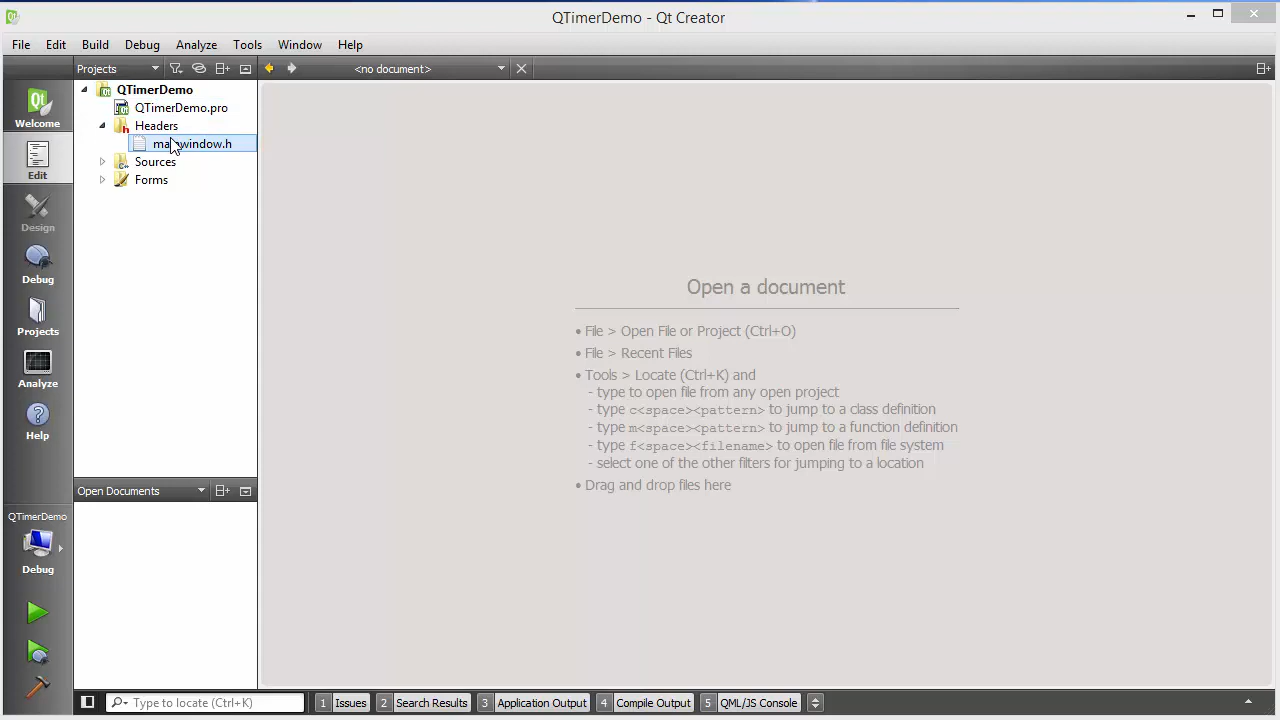 QTimerDemo - Qt Creator
File Edit Build Debug Analyze Tools Window Help
Projects <no document>
QTimerDemo
QTimerDemo.pro
Headers
mainwindow.h
Sources
Forms
Welcome
Edit
Design
Debug
Projects
Analyze
Help
Open a document
• File > Open File or Project (Ctrl+O)
• File > Recent Files
• Tools > Locate (Ctrl+K) and
- type to open file from any open project
- type c<space><pattern> to jump to a class definition
- type m<space><pattern> to jump to a function definition
- type f<space><filename> to open file from file system
- select one of the other filters for jumping to a location
• Drag and drop files here
Open Documents
QTimerDemo
Debug
Type to locate (Ctrl+K) 1 Issues 2 Search Results 3 Application Output 4 Compile Output 5 QML/JS Console